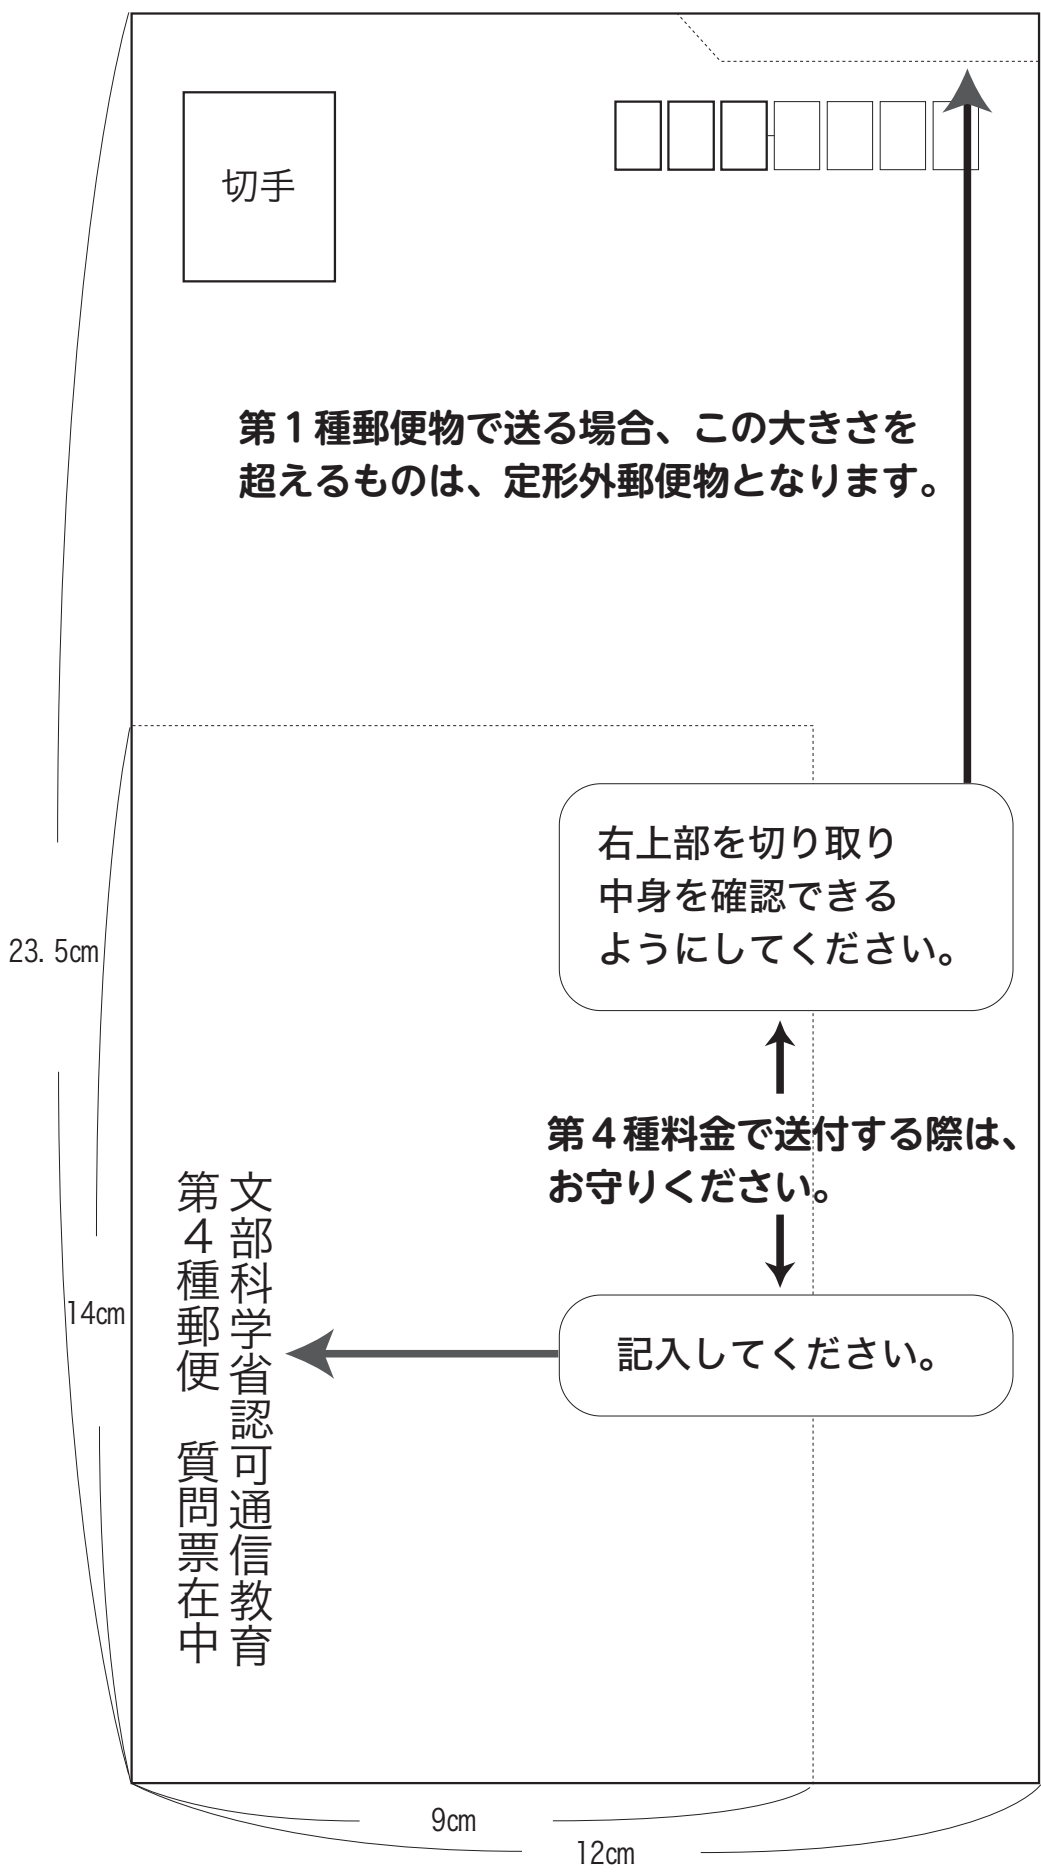 切手
第１種郵便物で送る場合、この大きさを
超えるものは、定形外郵便物となります。
右上部を切り取り
中身を確認できる
ようにしてください。
23. 5cm
第４種料金で送付する際は、
お守りください。
文部科学省認可通信教育
第４種郵便　質問票在中
14cm
記入してください。
9cm
12cm